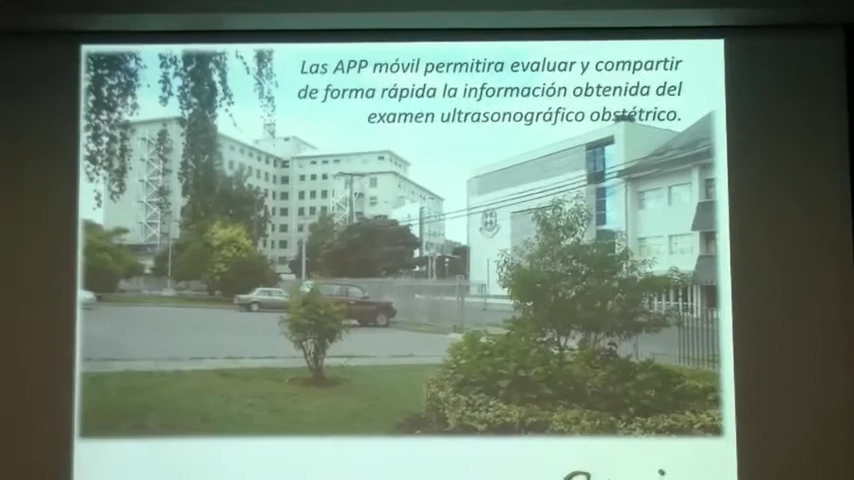 Las APP móvil permitira evaluar y compartir
de forma rápida la información obtenida del
examen ultrasonográfico obstétrico.